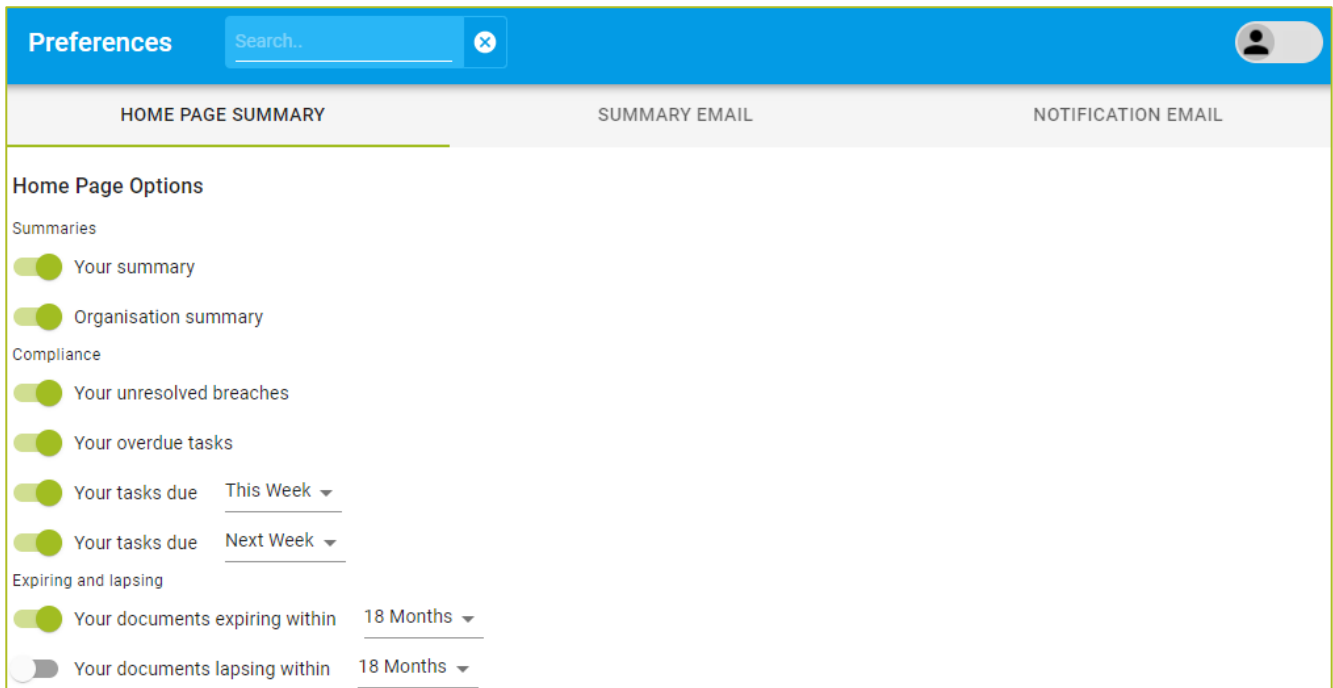 Preferences Search..
HOME PAGE SUMMARY SUMMARY EMAIL NOTIFICATION EMAIL
Home Page Options
Summaries
Your summary
Organisation summary
Compliance
Your unresolved breaches
Your overdue tasks
Your tasks due This Week
Your tasks due Next Week
Expiring and lapsing
Your documents expiring within 18 Months
Your documents lapsing within 18 Months